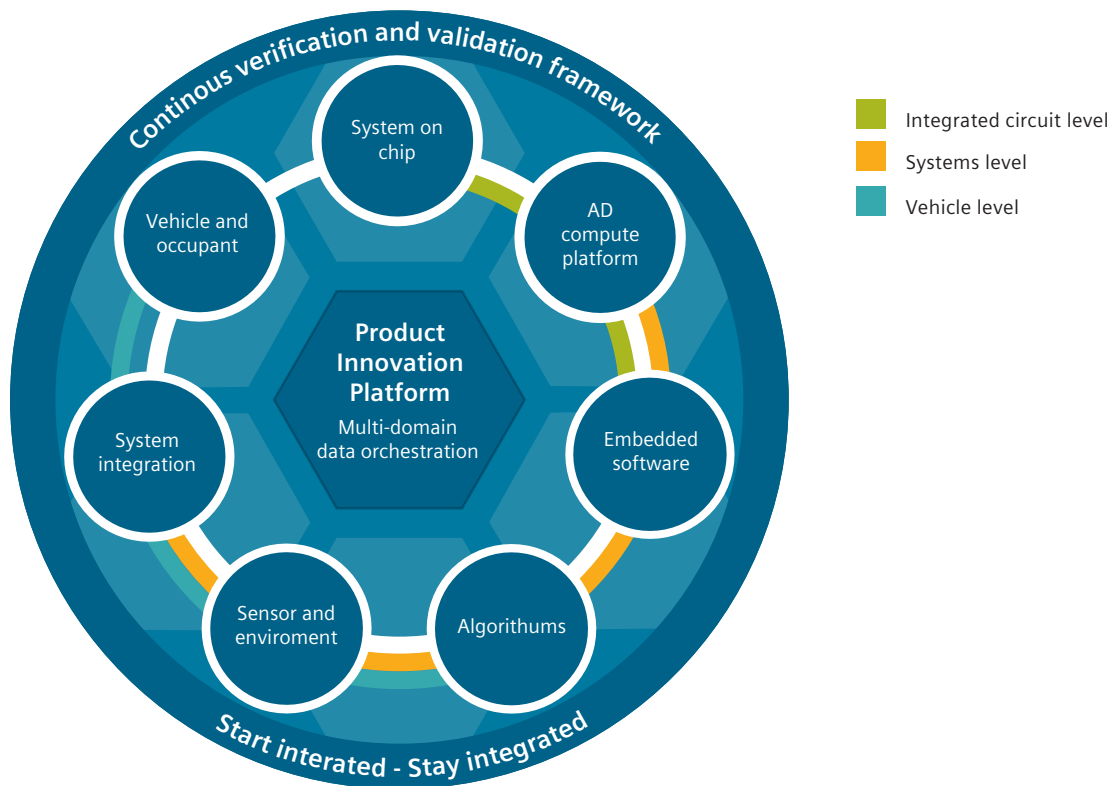 Continous verification and validation framework
System on
chip
AD
compute
platform
Embedded
software
Algorithums
Sensor and
enviroment
System
integration
Vehicle and
occupant
Product
Innovation
Platform
Multi-domain
data orchestration
Start interated - Stay integrated
Integrated circuit level
Systems level
Vehicle level